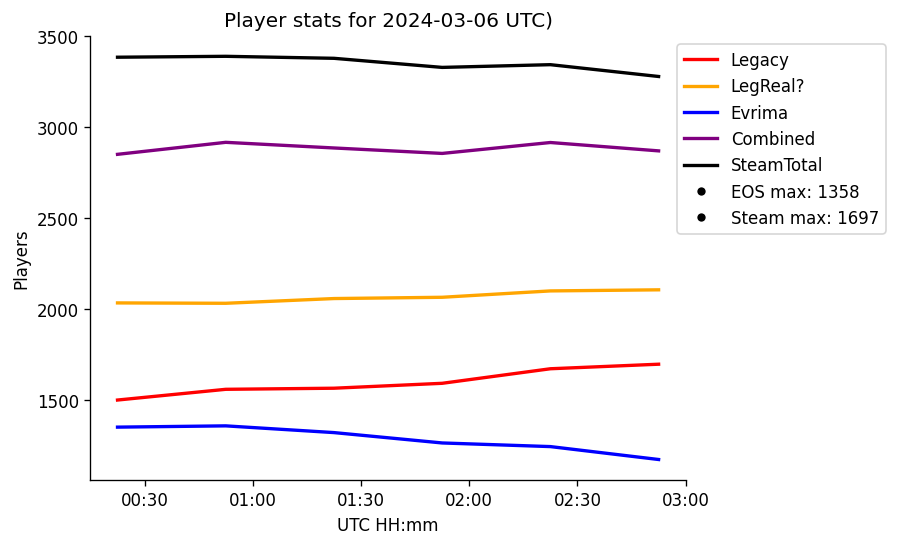 Player stats for 2024-03-06 UTC)
3500
3000
2500
2000
1500
Players
00:30 01:00 01:30 02:00 02:30 03:00
UTC HH:mm
Legacy
LegReal?
Evrima
Combined
SteamTotal
EOS max: 1358
Steam max: 1697